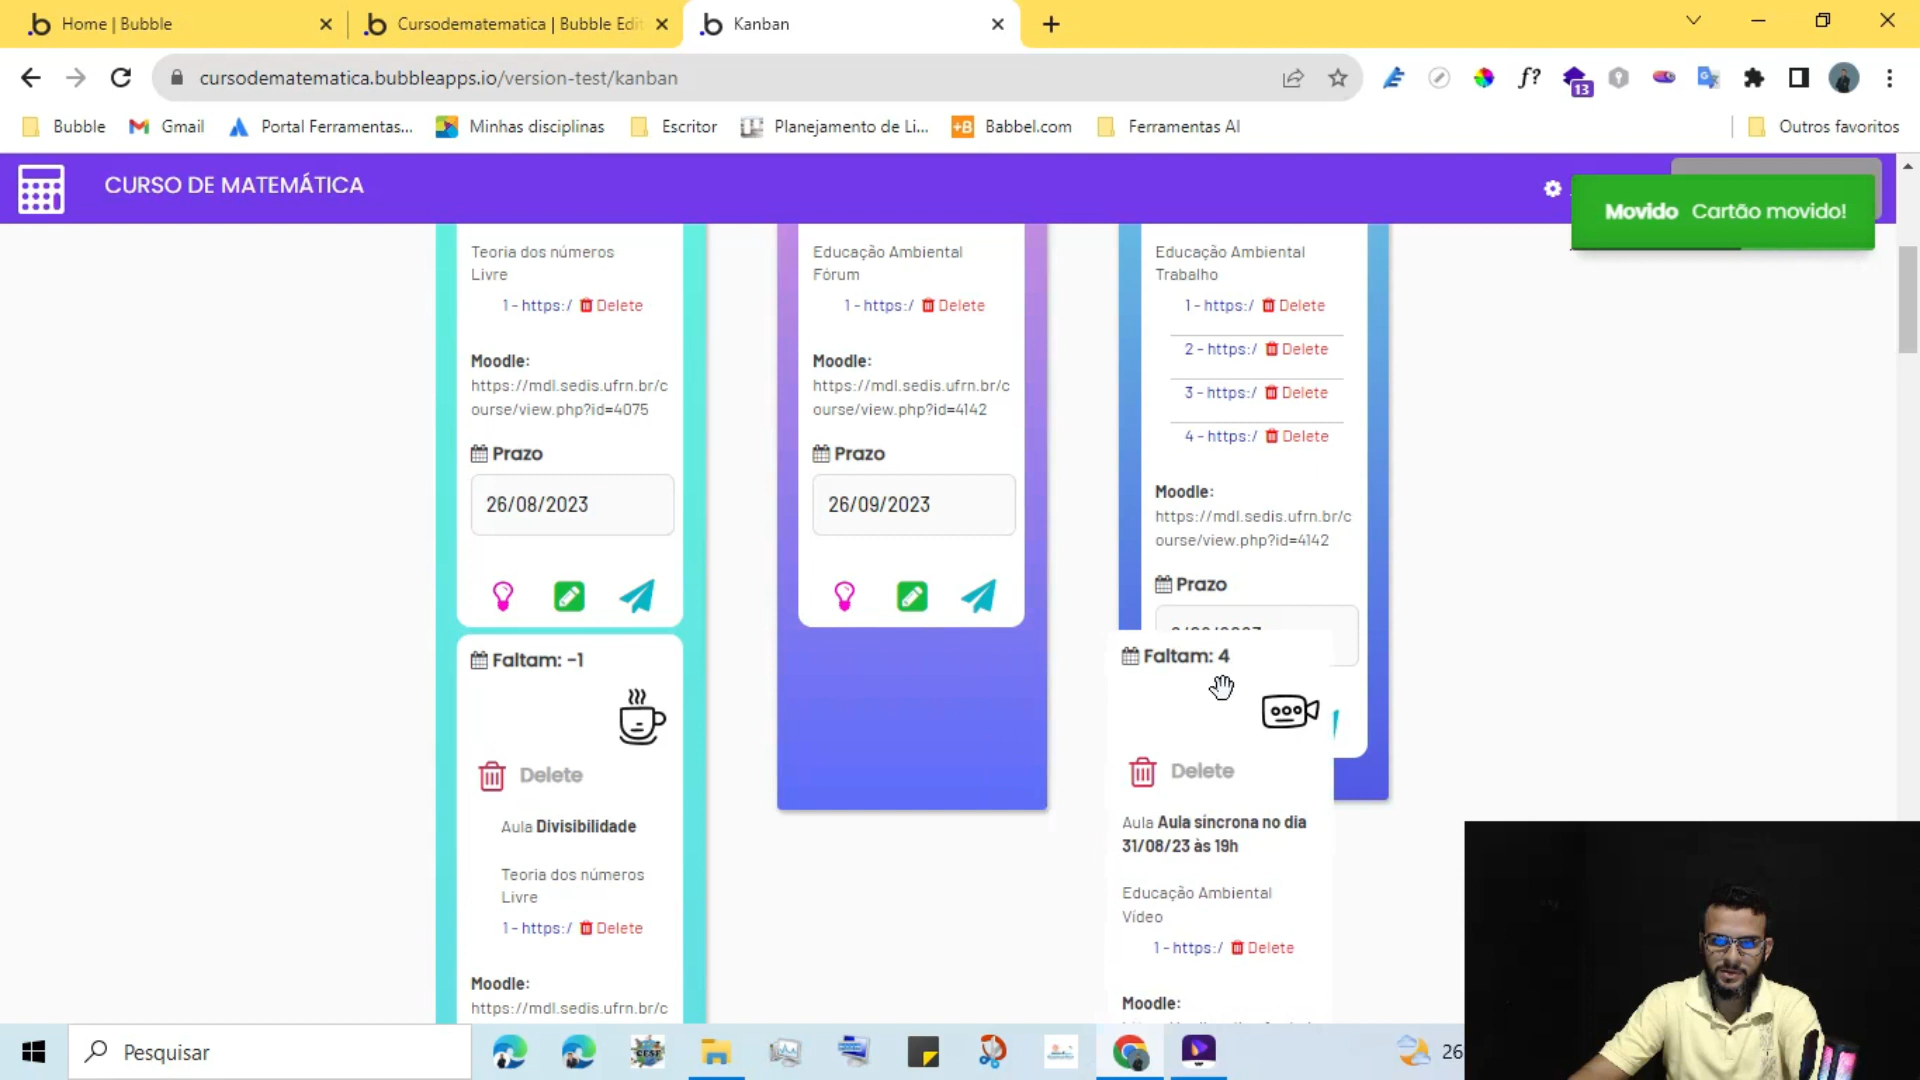 Home | Bubble
Cursodematematica | Bubble Edi
Kanban
cursodematematica.bubbleapps.io/version-test/kanban
f?
13
Bubble
Gmail
Portal Ferramentas...
Minhas disciplinas
Escritor
Planejamento de Li...
+B
Babbel.com
Ferramentas AI
Outros favoritos
CURSO DE MATEMÁTICA
Movido Cartão movido!
Teoria dos números
Livre
1 - https:/ Delete
Moodle:
https://mdl.sedis.ufrn.br/c
ourse/view.php?id=4075
Prazo
26/08/2023
Faltam: -1
Delete
Aula Divisibilidade
Teoria dos números
Livre
1 - https:/ Delete
Moodle:
https://mdl.sedis.ufrn.br/c
Educação Ambiental
Fórum
1 - https:/ Delete
Moodle:
https://mdl.sedis.ufrn.br/c
ourse/view.php?id=4142
Prazo
26/09/2023
Educação Ambiental
Trabalho
1 - https:/ Delete
2 - https:/ Delete
3 - https:/ Delete
4 - https:/ Delete
Moodle:
https://mdl.sedis.ufrn.br/c
ourse/view.php?id=4142
Prazo
Faltam: 4
Delete
Aula Aula síncrona no dia
31/08/23 às 19h
Educação Ambiental
Vídeo
1 - https:/ Delete
Moodle:
Pesquisar
26